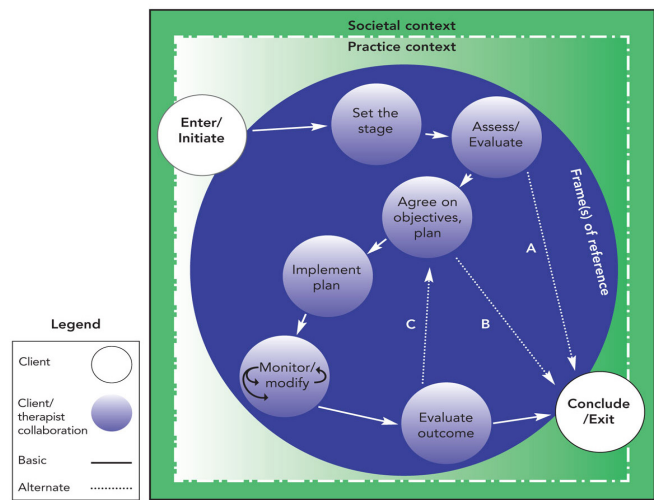 Societal context
Practice context
Enter/
Initiate
Set the
stage
Assess/
Evaluate
Agree on
objectives,
plan
Frame(s) of reference
A
Implement
plan
C
B
Monitor/
modify
Evaluate
outcome
Conclude
/Exit
Legend
Client
Client/
therapist
collaboration
Basic
Alternate